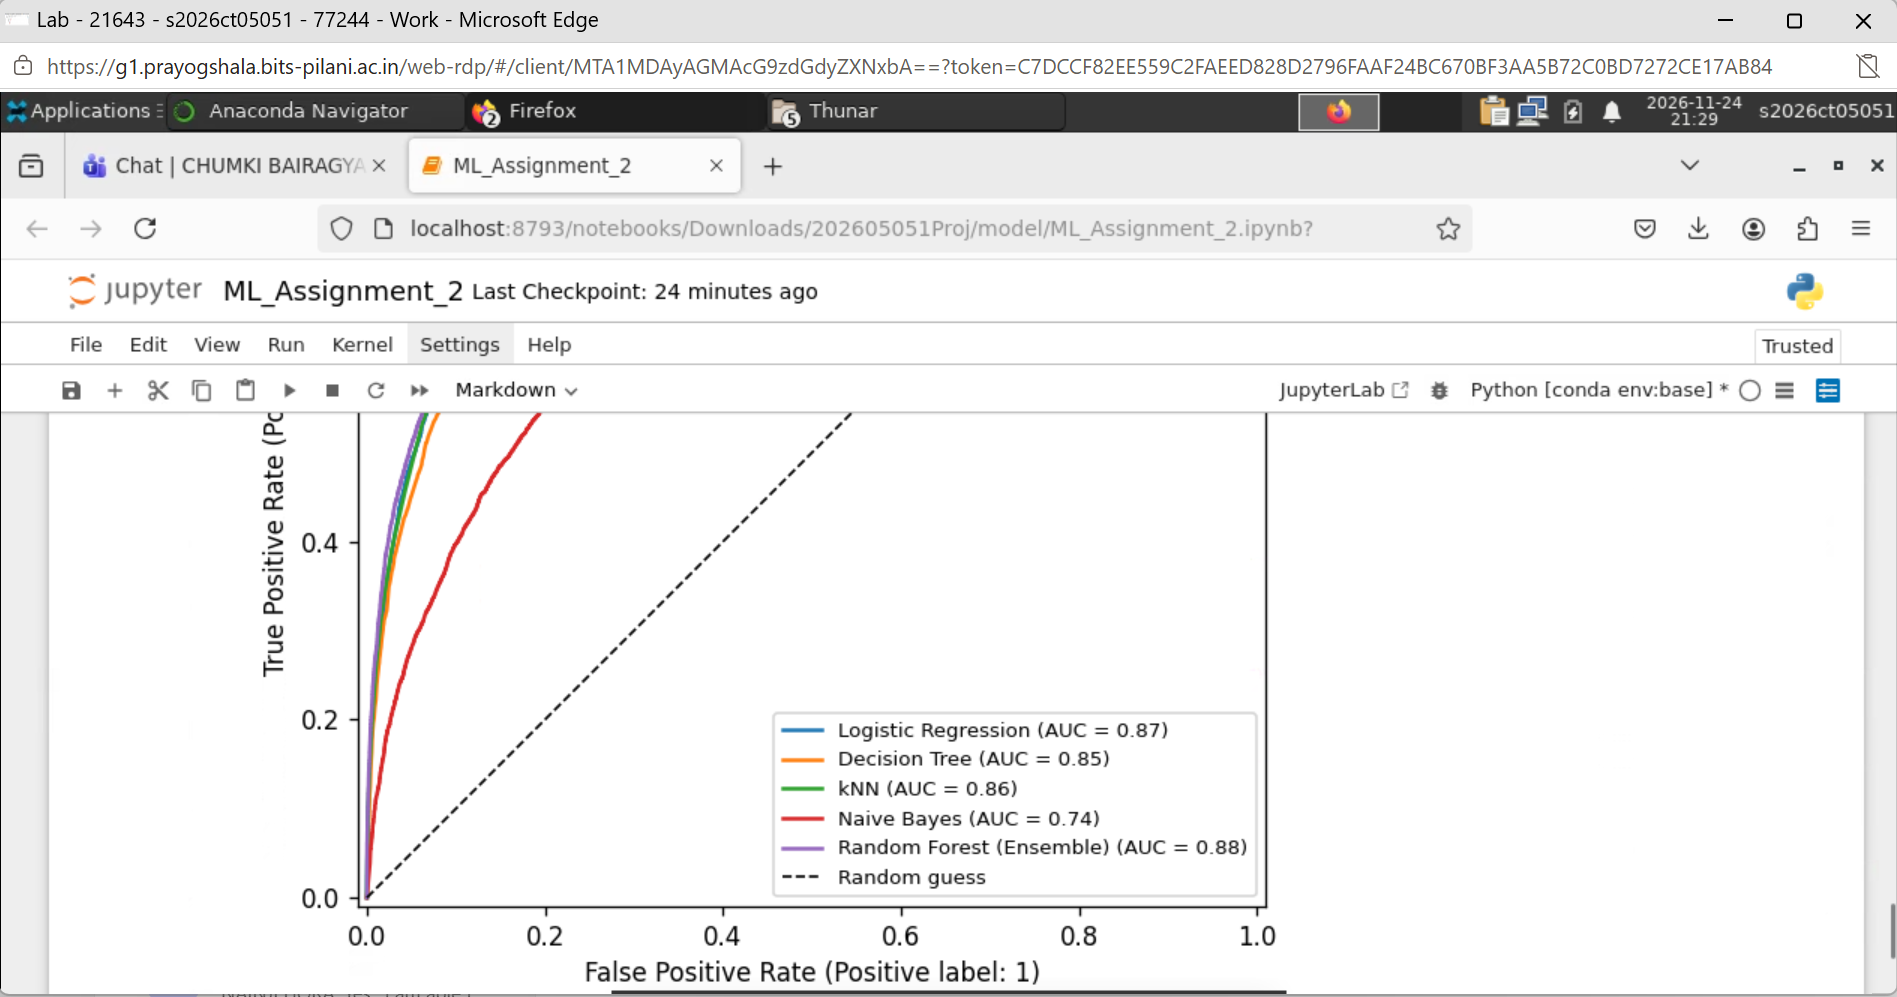 Lab - 21643 - s2026ct05051 - 77244 - Work - Microsoft Edge
https://g1.prayogshala.bits-pilani.ac.in/web-rdp/#/client/MTA1MDAyAGMAcG9zdGdyZXNxbA==?token=C7DCCF82EE559C2FAEED828D2796FAAF24BC670BF3AA5B72C0BD7272CE17AB84
Applications Anaconda Navigator 2 Firefox 5 Thunar 2026-11-24 21:29 s2026ct05051
Chat | CHUMKI BAIRAGYA ML_Assignment_2
localhost:8793/notebooks/Downloads/202605051Proj/model/ML_Assignment_2.ipynb?
jupyter ML_Assignment_2 Last Checkpoint: 24 minutes ago
File Edit View Run Kernel Settings Help Trusted
Markdown JupyterLab Python [conda env:base] *
True Positive Rate (Po
0.4
0.2
0.0
Logistic Regression (AUC = 0.87)
Decision Tree (AUC = 0.85)
kNN (AUC = 0.86)
Naive Bayes (AUC = 0.74)
Random Forest (Ensemble) (AUC = 0.88)
Random guess
0.0 0.2 0.4 0.6 0.8 1.0
False Positive Rate (Positive label: 1)